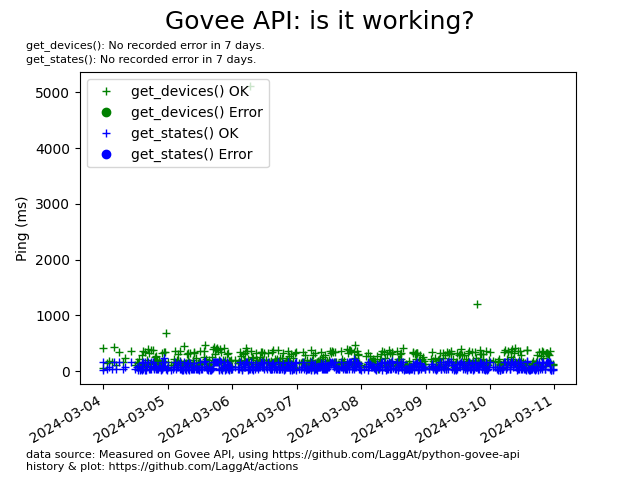 Govee API: is it working?
get_devices(): No recorded error in 7 days.
get_states(): No recorded error in 7 days.
get_devices() OK
get_devices() Error
get_states() OK
get_states() Error
Ping (ms)
5000
4000
3000
2000
1000
0
2024-03-04
2024-03-05
2024-03-06
2024-03-07
2024-03-08
2024-03-09
2024-03-10
2024-03-11
data source: Measured on Govee API, using https://github.com/LaggAt/python-govee-api
history & plot: https://github.com/LaggAt/actions